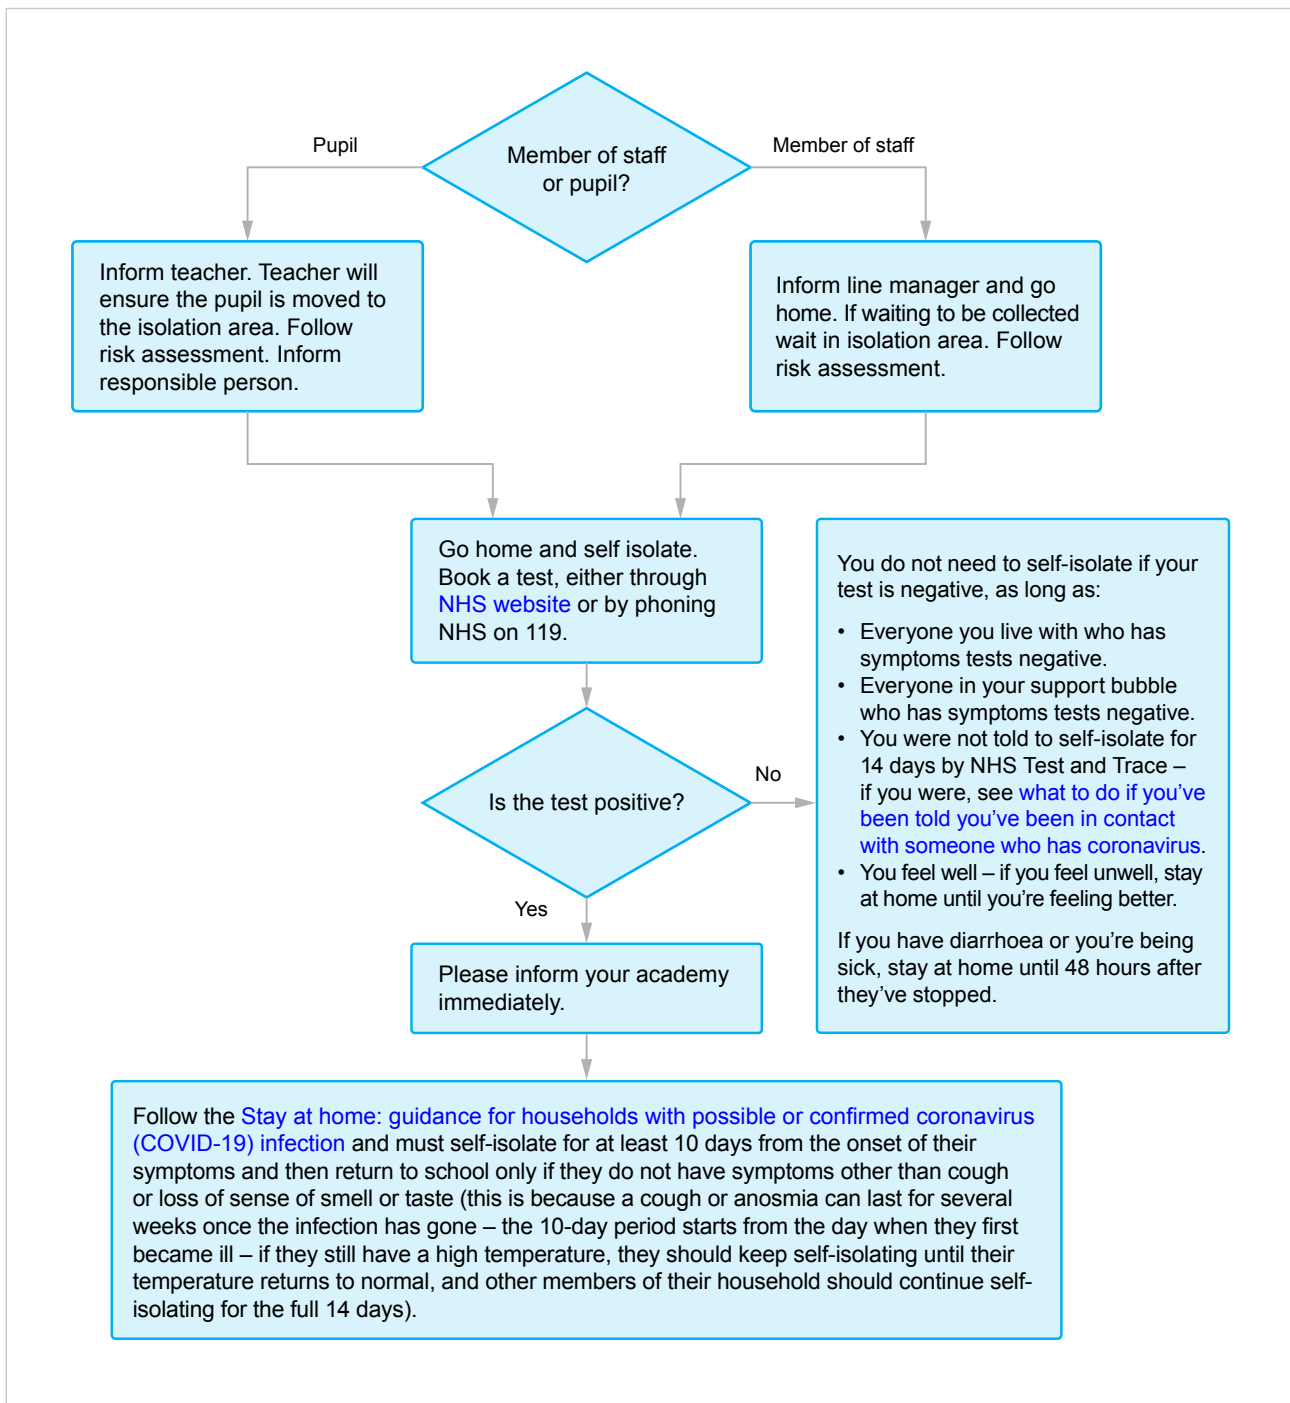 Pupil
Member of staff
or pupil?
Member of staff
Inform teacher. Teacher will
ensure the pupil is moved to
the isolation area. Follow
risk assessment. Inform
responsible person.
Inform line manager and go
home. If waiting to be collected
wait in isolation area. Follow
risk assessment.
Go home and self isolate.
Book a test, either through
NHS website or by phoning
NHS on 119.
Is the test positive?
No
You do not need to self-isolate if your
test is negative, as long as:
• Everyone you live with who has
symptoms tests negative.
• Everyone in your support bubble
who has symptoms tests negative.
• You were not told to self-isolate for
14 days by NHS Test and Trace –
if you were, see what to do if you’ve
been told you’ve been in contact
with someone who has coronavirus.
• You feel well – if you feel unwell, stay
at home until you’re feeling better.
If you have diarrhoea or you’re being
sick, stay at home until 48 hours after
they’ve stopped.
Yes
Please inform your academy
immediately.
Follow the Stay at home: guidance for households with possible or confirmed coronavirus
(COVID-19) infection and must self-isolate for at least 10 days from the onset of their
symptoms and then return to school only if they do not have symptoms other than cough
or loss of sense of smell or taste (this is because a cough or anosmia can last for several
weeks once the infection has gone – the 10-day period starts from the day when they first
became ill – if they still have a high temperature, they should keep self-isolating until their
temperature returns to normal, and other members of their household should continue self-
isolating for the full 14 days).